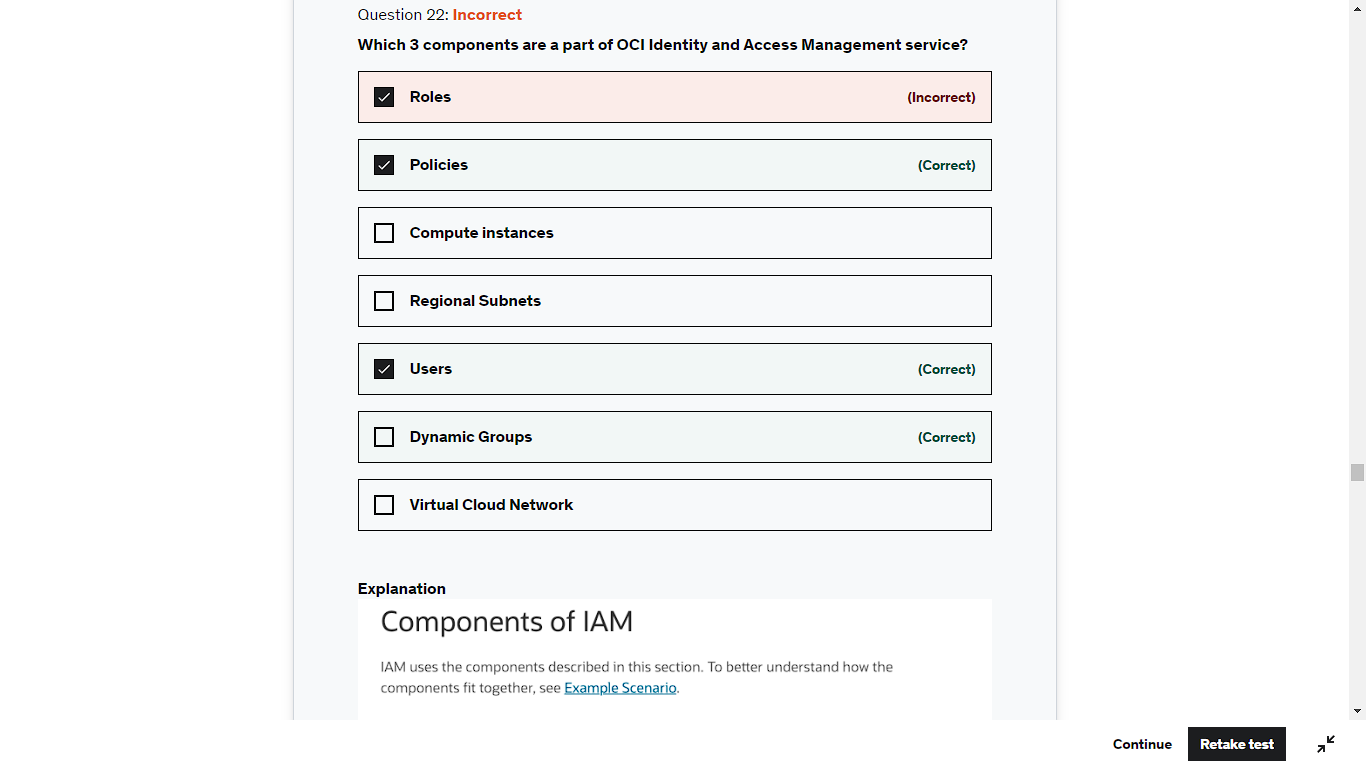 Question 22: Incorrect
Which 3 components are a part of OCI Identity and Access Management service?
Roles (Incorrect)
Policies (Correct)
Compute instances
Regional Subnets
Users (Correct)
Dynamic Groups (Correct)
Virtual Cloud Network
Explanation
Components of IAM
IAM uses the components described in this section. To better understand how the
components fit together, see Example Scenario.
Continue Retake test